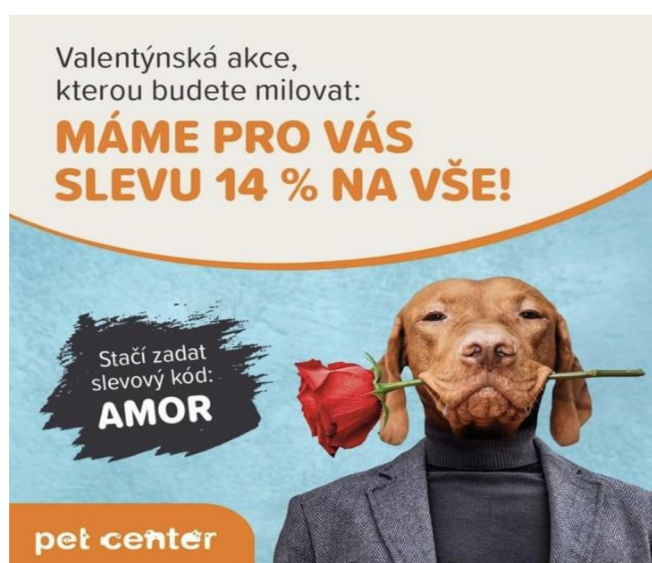 Valentýnská akce,
kterou budete milovat:
MÁME PRO VÁS
SLEVU 14 % NA VŠE!
Stačí zadat
slevový kód:
AMOR
pet center